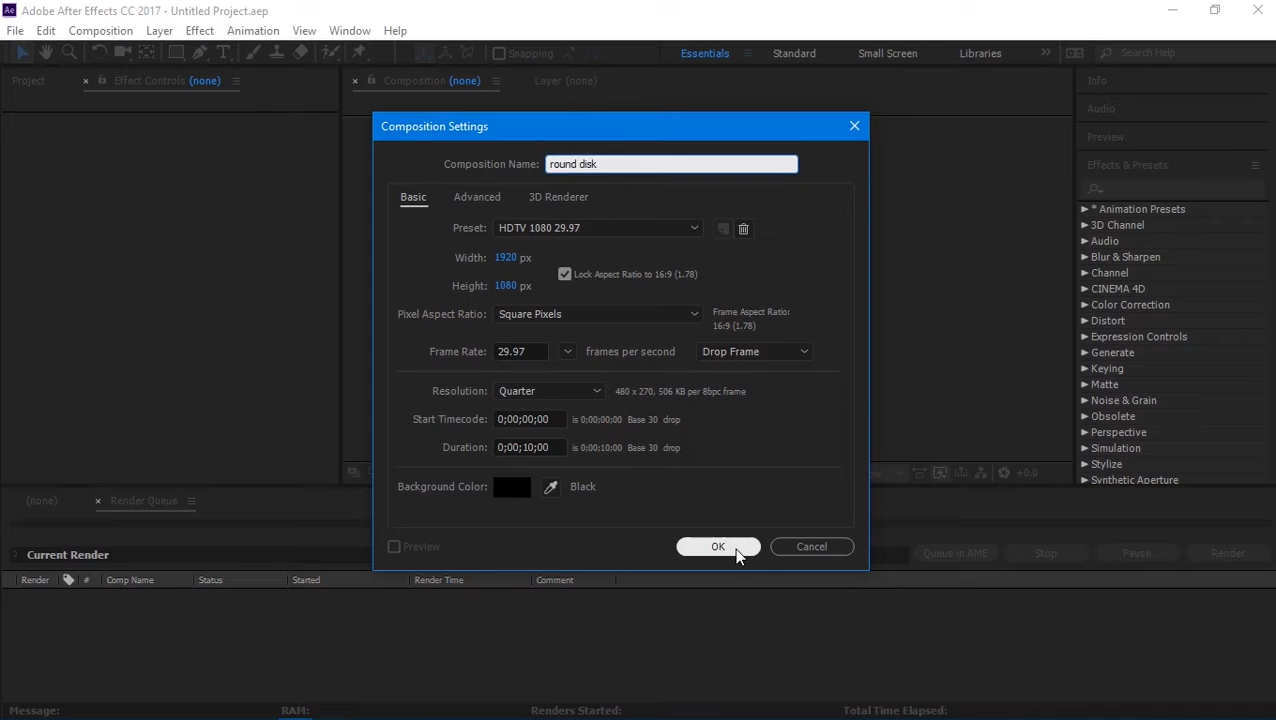 Ae Adobe After Effects CC 2017 - Untitled Project.aep
File Edit Composition Layer Effect Animation View Window Help
Snapping Essentials Standard Small Screen Libraries Search Help
Project Effect Controls (none) Composition (none) Layer (none) Info
Audio
Preview
Effects & Presets
* Animation Presets
3D Channel
Audio
Blur & Sharpen
Channel
CINEMA 4D
Color Correction
Distort
Expression Controls
Generate
Keying
Matte
Noise & Grain
Obsolete
Perspective
Simulation
Stylize
Synthetic Aperture
Composition Settings
Composition Name: round disk
Basic Advanced 3D Renderer
Preset: HDTV 1080 29.97
Width: 1920 px
Lock Aspect Ratio to 16:9 (1.78)
Height: 1080 px
Pixel Aspect Ratio: Square Pixels Frame Aspect Ratio:
16:9 (1.78)
Frame Rate: 29.97 frames per second Drop Frame
Resolution: Quarter 480 x 270, 506 KB per 8bpc frame
Start Timecode: 0;00;00;00 is 0;00;00;00 Base 30 drop
Duration: 0;00;10;00 is 0;00;10;00 Base 30 drop
Background Color: Black
Preview OK Cancel
+0.0
(none) Render Queue
Current Render Queue in AME Stop Pause Render
Render # Comp Name Status Started Render Time Comment
Message: RAM: Renders Started: Total Time Elapsed: